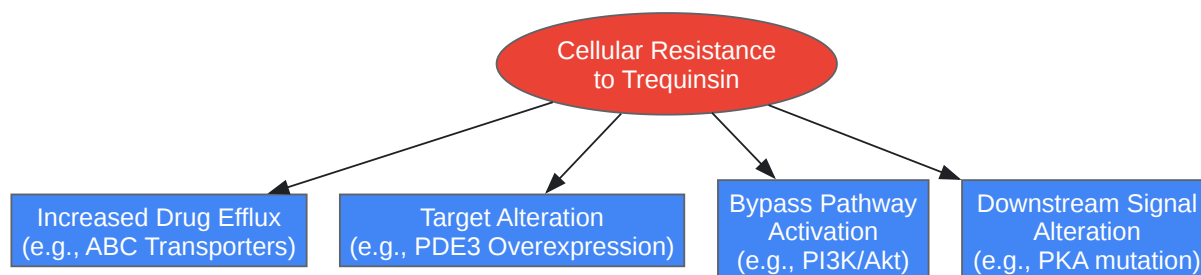 Cellular Resistance
to Trequinsin
Increased Drug Efflux
(e.g., ABC Transporters)
Target Alteration
(e.g., PDE3 Overexpression)
Bypass Pathway
Activation
(e.g., PI3K/Akt)
Downstream Signal
Alteration
(e.g., PKA mutation)